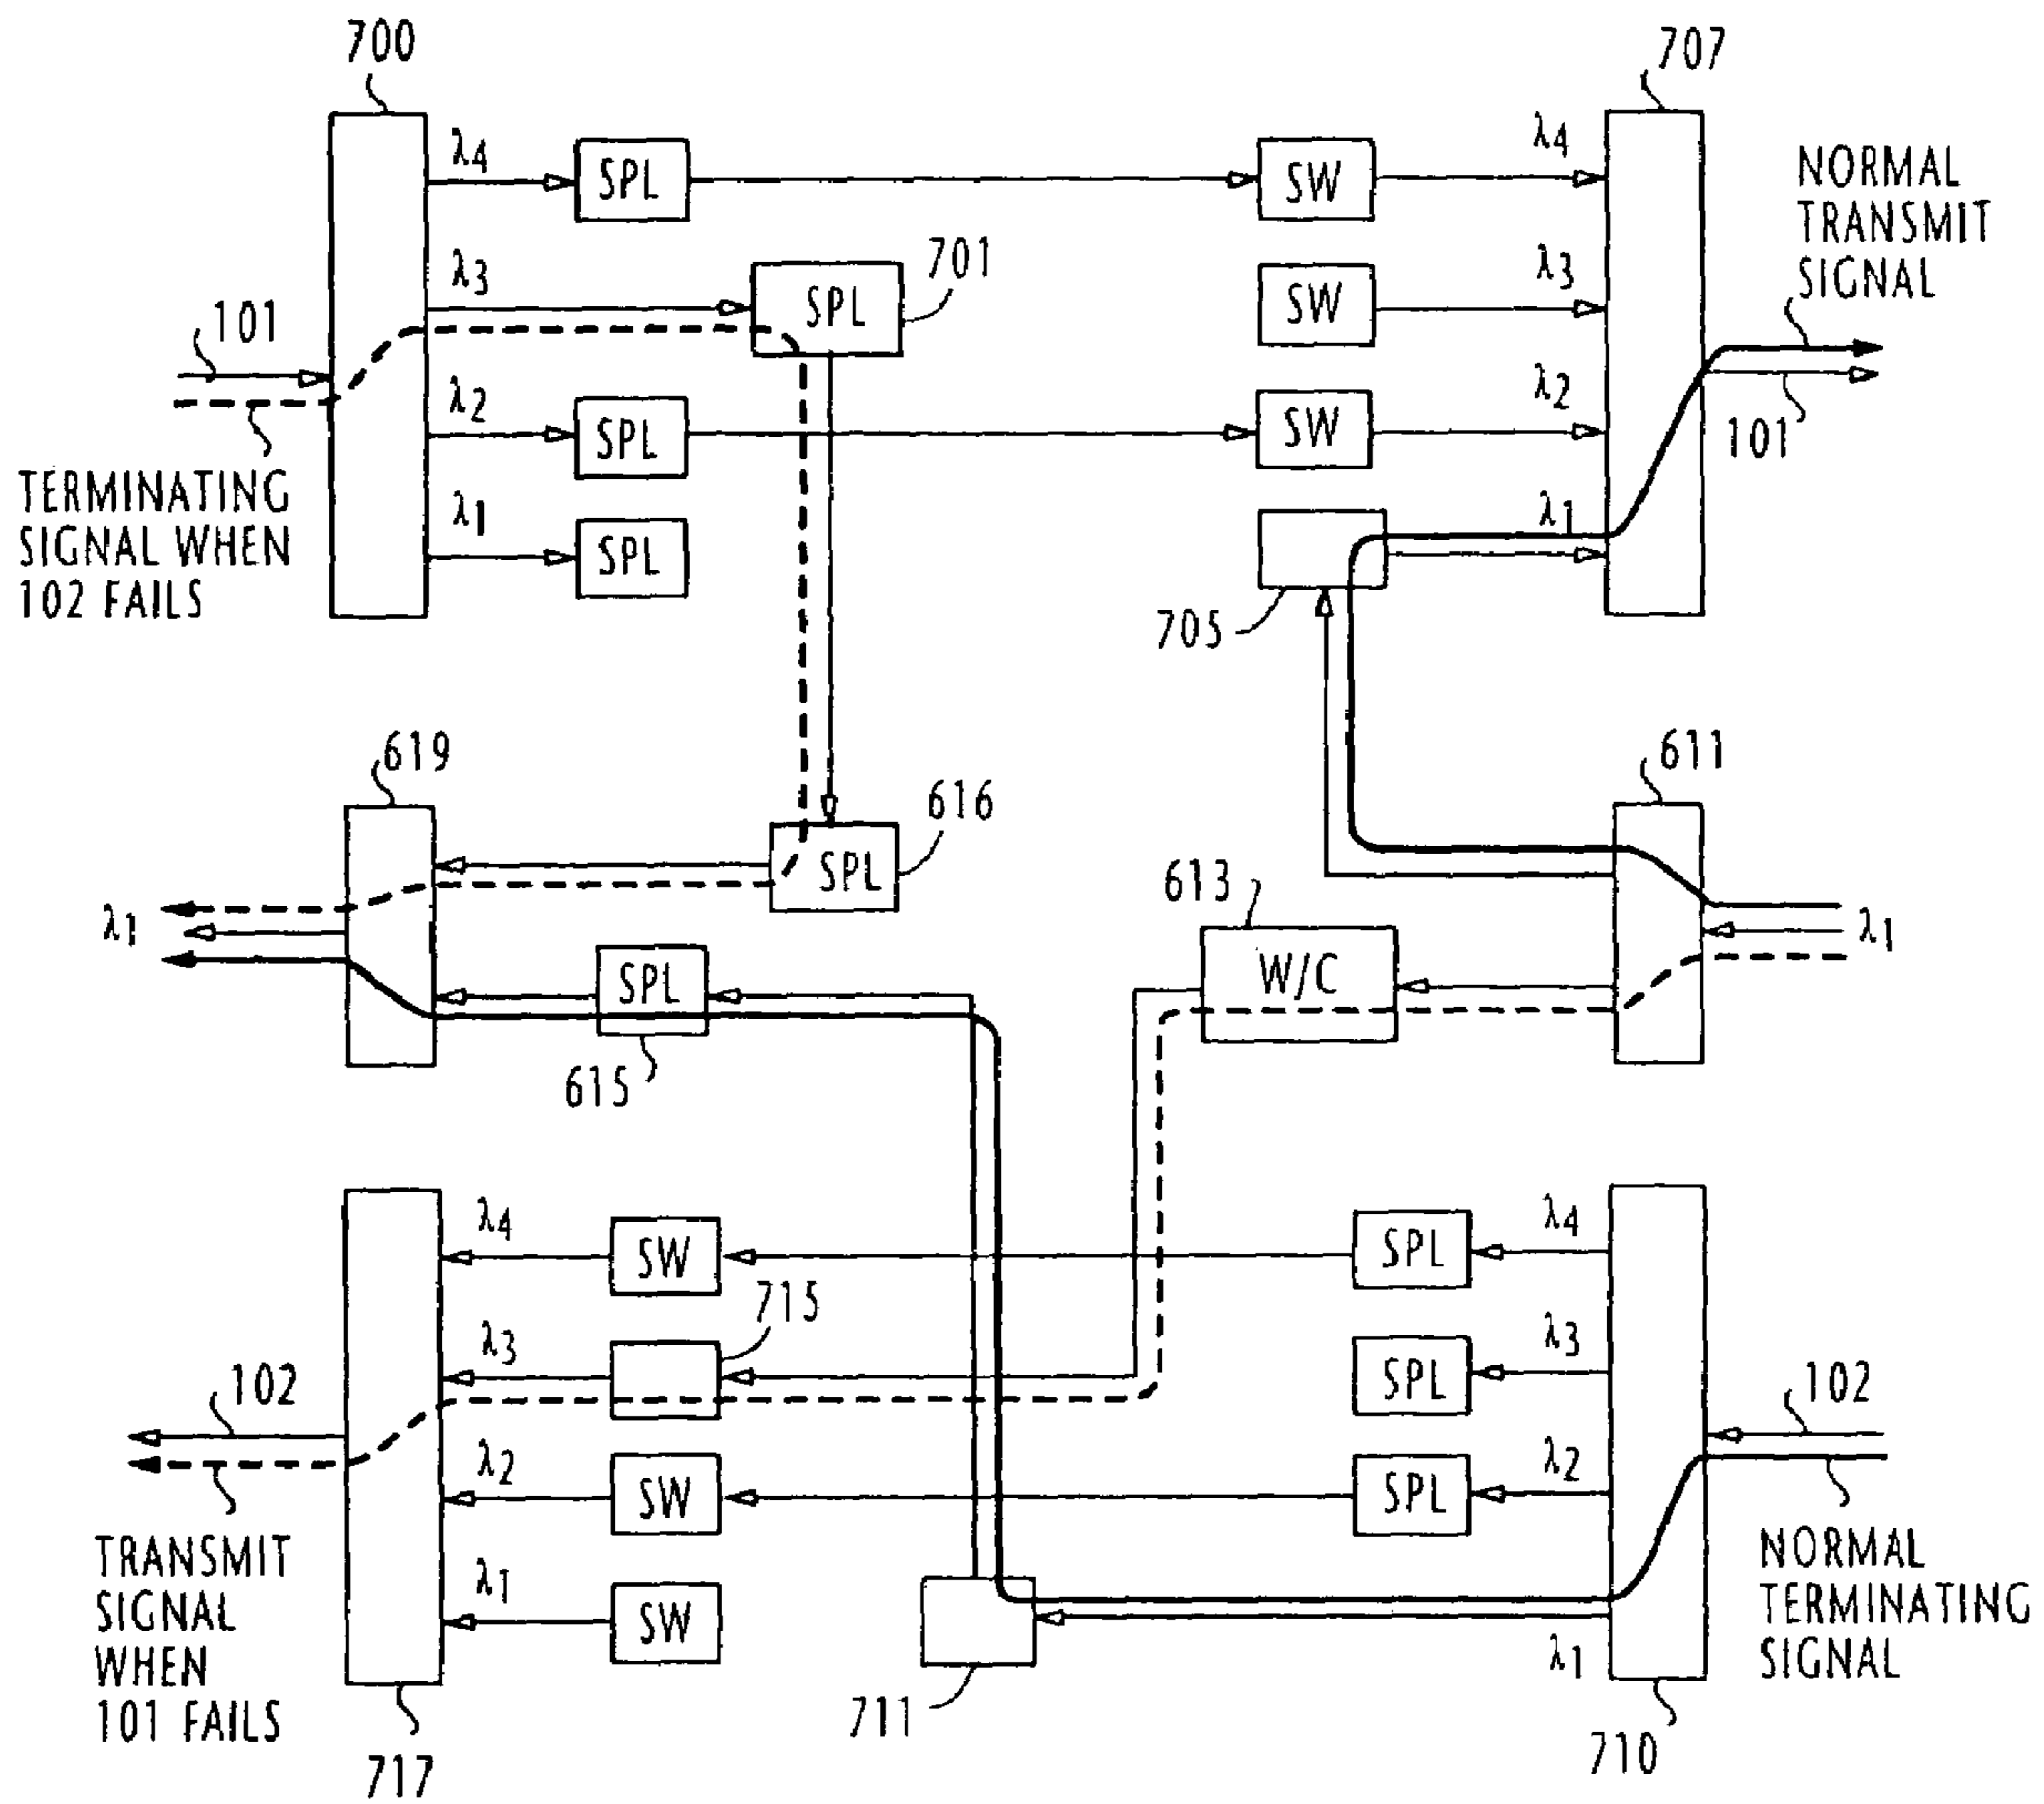 700
707
λ4
SPL
SW
λ4
NORMAL
TRANSMIT
SIGNAL
λ3
SPL
701
SW
λ3
101
λ2
SPL
SW
λ2
101
TERMINATING
SIGNAL WHEN
102 FAILS
λ1
SPL
λ1
705
619
611
616
SPL
613
λ1
W/C
λ1
SPL
615
λ4
SW
SPL
λ4
715
λ3
SPL
λ3
102
102
λ2
SW
SPL
λ2
TRANSMIT
SIGNAL
WHEN
101 FAILS
λ1
SW
NORMAL
TERMINATING
SIGNAL
λ1
711
717
710